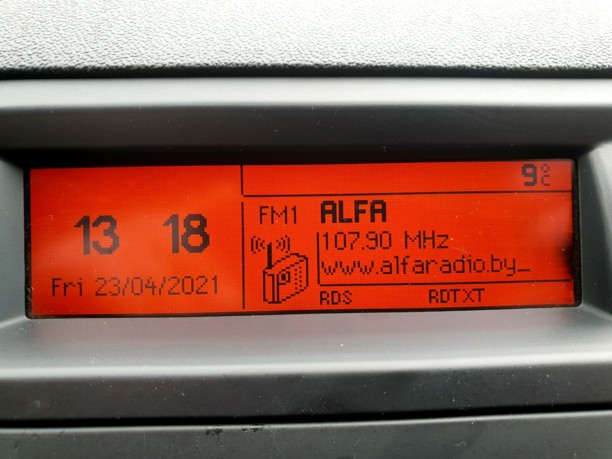 9°C
13 18
Fri 23/04/2021
FM1 ALFA
107.90 MHz
www.alfaradio.by_
RDS RDTXT